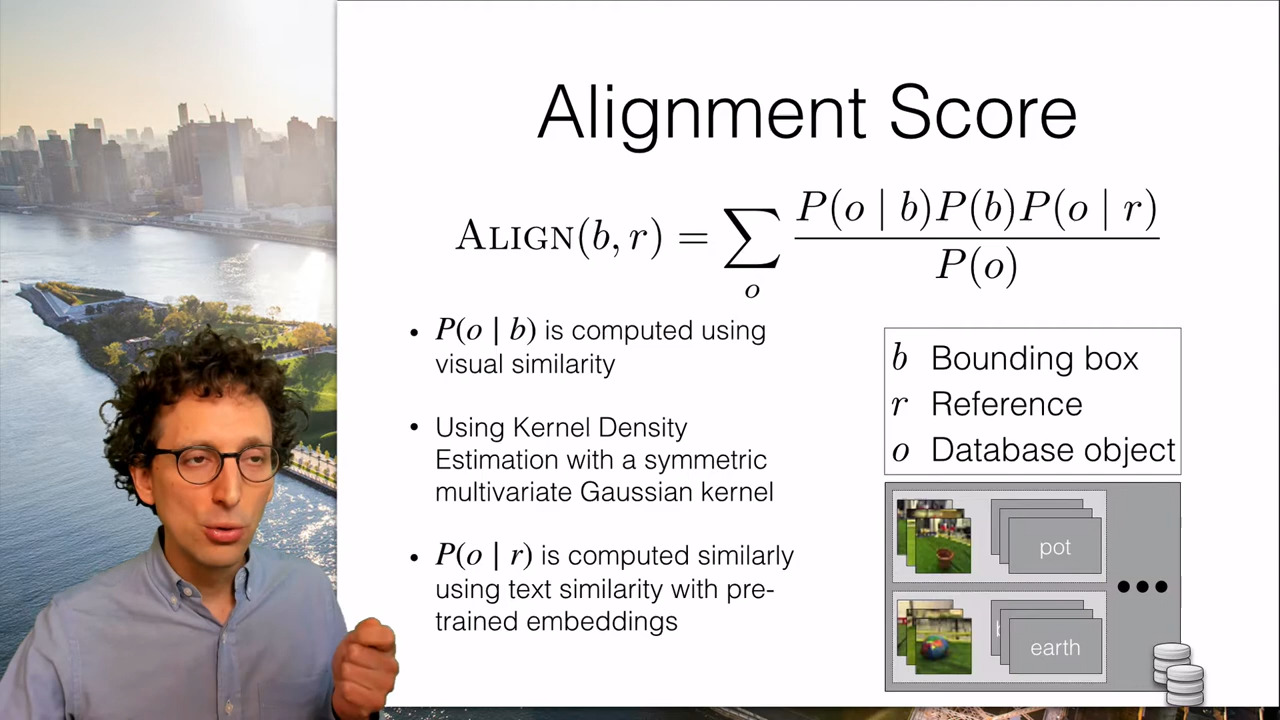 Alignment Score
ALIGN(b, r) = ∑ₒ P(o | b)P(b)P(o | r) / P(o)
• P(o | b) is computed using
visual similarity
• Using Kernel Density
Estimation with a symmetric
multivariate Gaussian kernel
• P(o | r) is computed similarly
using text similarity with pre-
trained embeddings
b Bounding box
r Reference
o Database object
pot
•••
earth